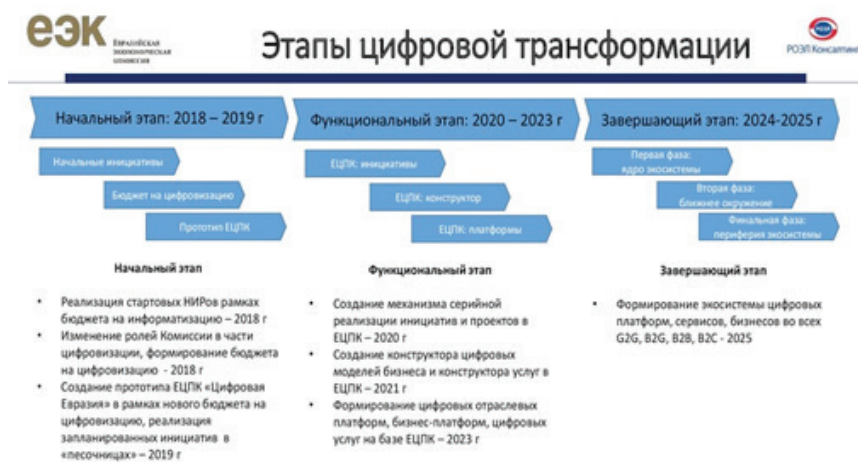 ЕЭК
ЕВРАЗИЙСКАЯ
ЭКОНОМИЧЕСКАЯ
КОМИССИЯ
Этапы цифровой трансформации
РОЭЛ Консалтинг
Начальный этап: 2018 – 2019 г
Функциональный этап: 2020 – 2023 г
Завершающий этап: 2024-2025 г
Начальные инициативы
Бюджет на цифровизацию
Прототип ЕЦПК
ЕЦПК: инициативы
ЕЦПК: конструктор
ЕЦПК: платформы
Первая фаза:
ядро экосистемы
Вторая фаза:
ближнее окружение
Финальная фаза:
периферия экосистемы
Начальный этап
• Реализация стартовых НИРов рамках
бюджета на информатизацию – 2018 г
• Изменение ролей Комиссии в части
цифровизации, формирование бюджета
на цифровизацию - 2018 г
• Создание прототипа ЕЦПК «Цифровая
Евразия» в рамках нового бюджета на
цифровизацию, реализация
запланированных инициатив в
«песочницах» – 2019 г
Функциональный этап
• Создание механизма серийной
реализации инициатив и проектов в
ЕЦПК – 2020 г
• Создание конструктора цифровых
моделей бизнеса и конструктора услуг в
ЕЦПК – 2021 г
• Формирование цифровых отраслевых
платформ, бизнес-платформ, цифровых
услуг на базе ЕЦПК – 2023 г
Завершающий этап
• Формирование экосистемы цифровых
платформ, сервисов, бизнесов во всех
G2G, B2G, B2B, B2C - 2025